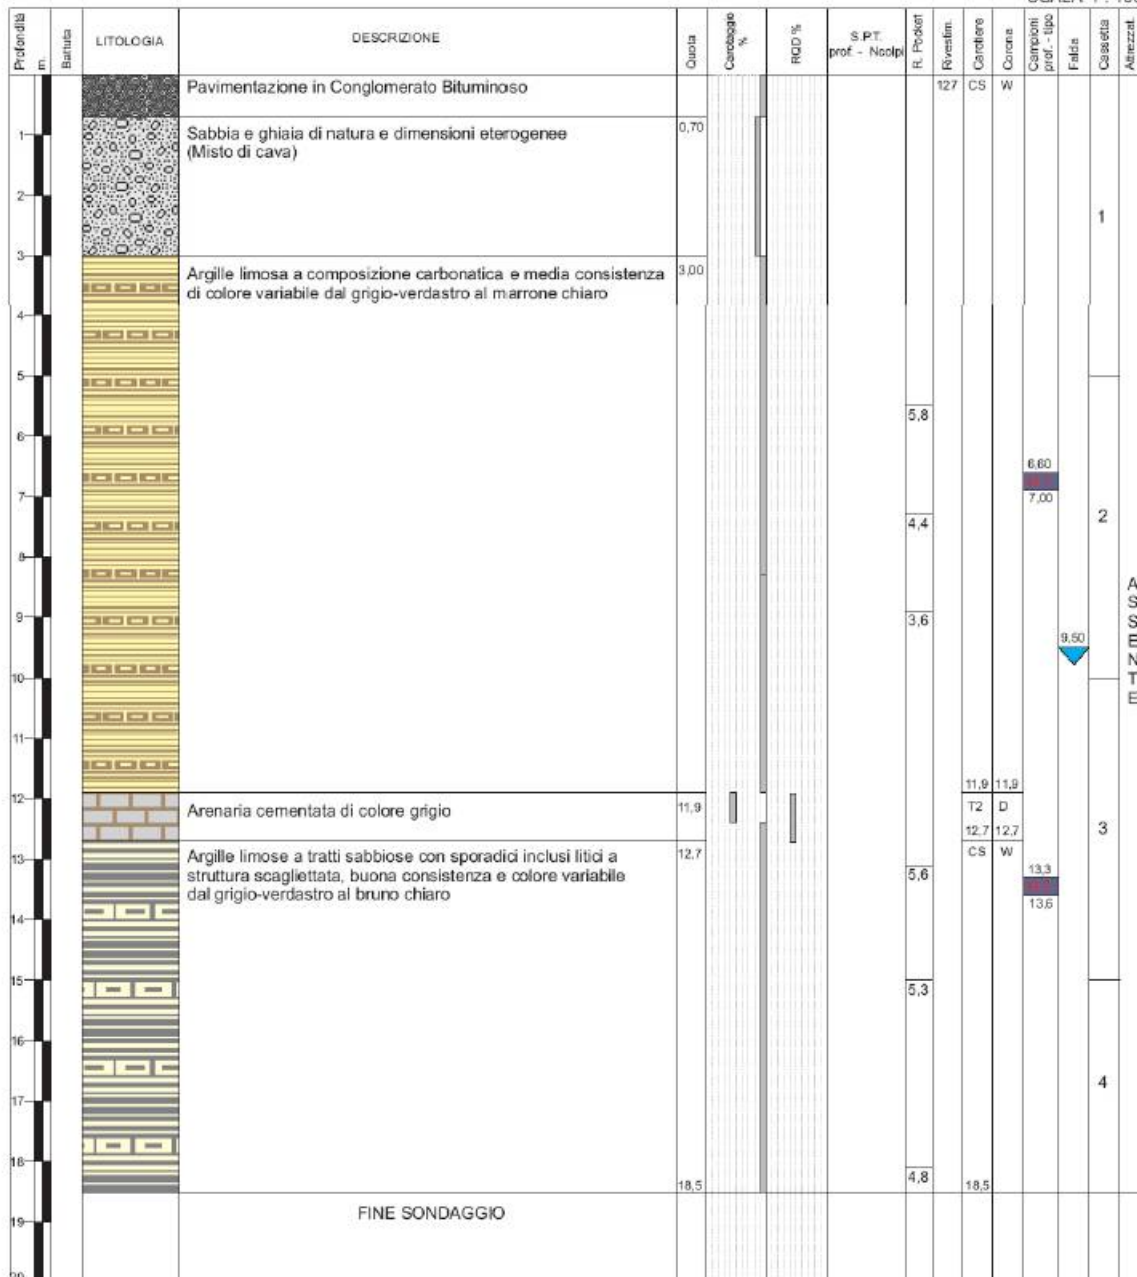 Profondità
m.
Battuta
LITOLOGIA
DESCRIZIONE
Quota
Carotaggio
%
RQD %
S.P.T.
prof. - Ncolpi
R. Pocket
Rivestim.
Carotiere
Corona
Campioni
prof. - tipo
Falda
Cassetta
Attrezzat.
Pavimentazione in Conglomerato Bituminoso
127 CS W
0,70
1
Sabbia e ghiaia di natura e dimensioni eterogenee
(Misto di cava)
2
1
3
3,00
Argille limosa a composizione carbonatica e media consistenza
di colore variabile dal grigio-verdastro al marrone chiaro
4
5
5,8
6
6,60
7
7,00
4,4
2
8
9
3,6
9,50
ASSENTE
10
11
11,9 11,9
12
Arenaria cementata di colore grigio
11,9
T2 D
12,7 12,7
3
13
12,7
CS W
Argille limose a tratti sabbiose con sporadici inclusi litici a
struttura scagliettata, buona consistenza e colore variabile
dal grigio-verdastro al bruno chiaro
5,6
13,3
13,6
14
15
5,3
16
4
17
18
4,8
18,5
18,5
FINE SONDAGGIO
19